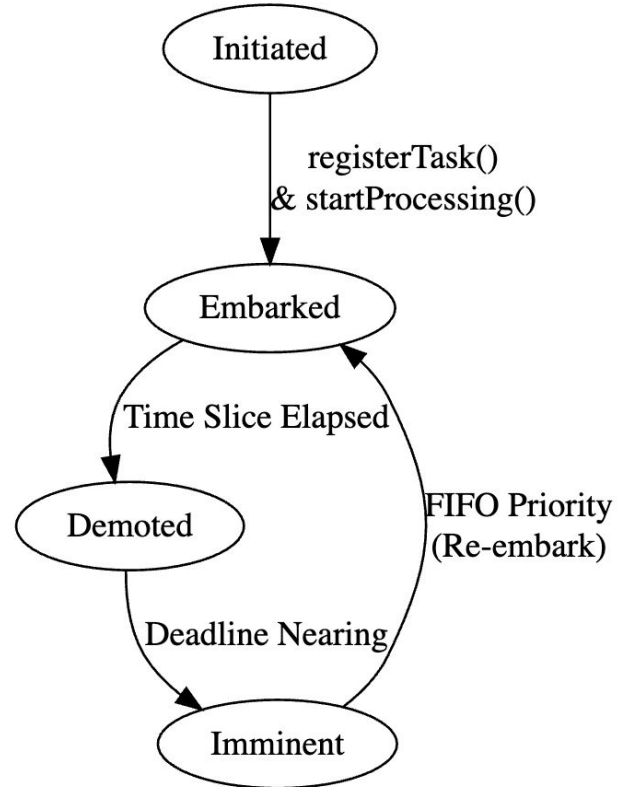 Initiated
registerTask()
& startProcessing()
Embarked
Time Slice Elapsed
Demoted
FIFO Priority
(Re-embark)
Deadline Nearing
Imminent